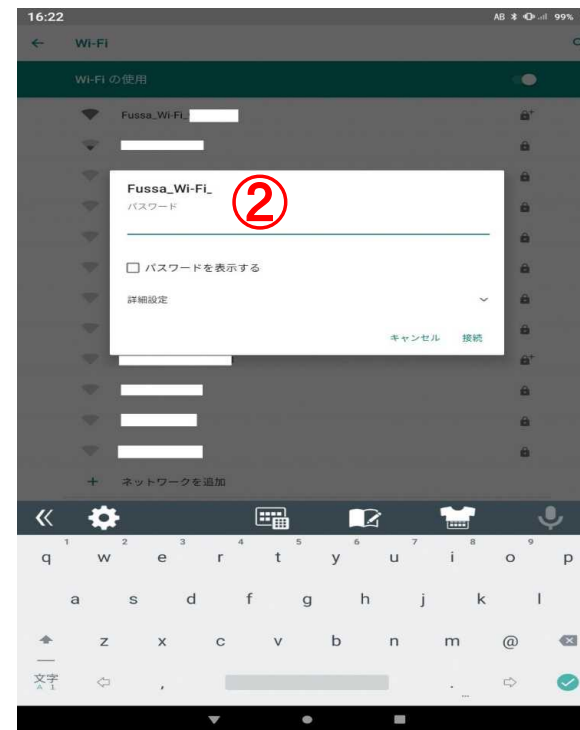 16:22 AB 99%
Wi-Fi
Wi-Fi の使用
Fussa_Wi-Fi_
Fussa_Wi-Fi_
②
パスワード
パスワードを表示する
詳細設定
キャンセル 接続
ネットワークを追加
1 2 3 4 5 6 7 8 9
q w e r t y u i o p
a s d f g h j k l
z x c v b n m @
文字 , . _
A 1